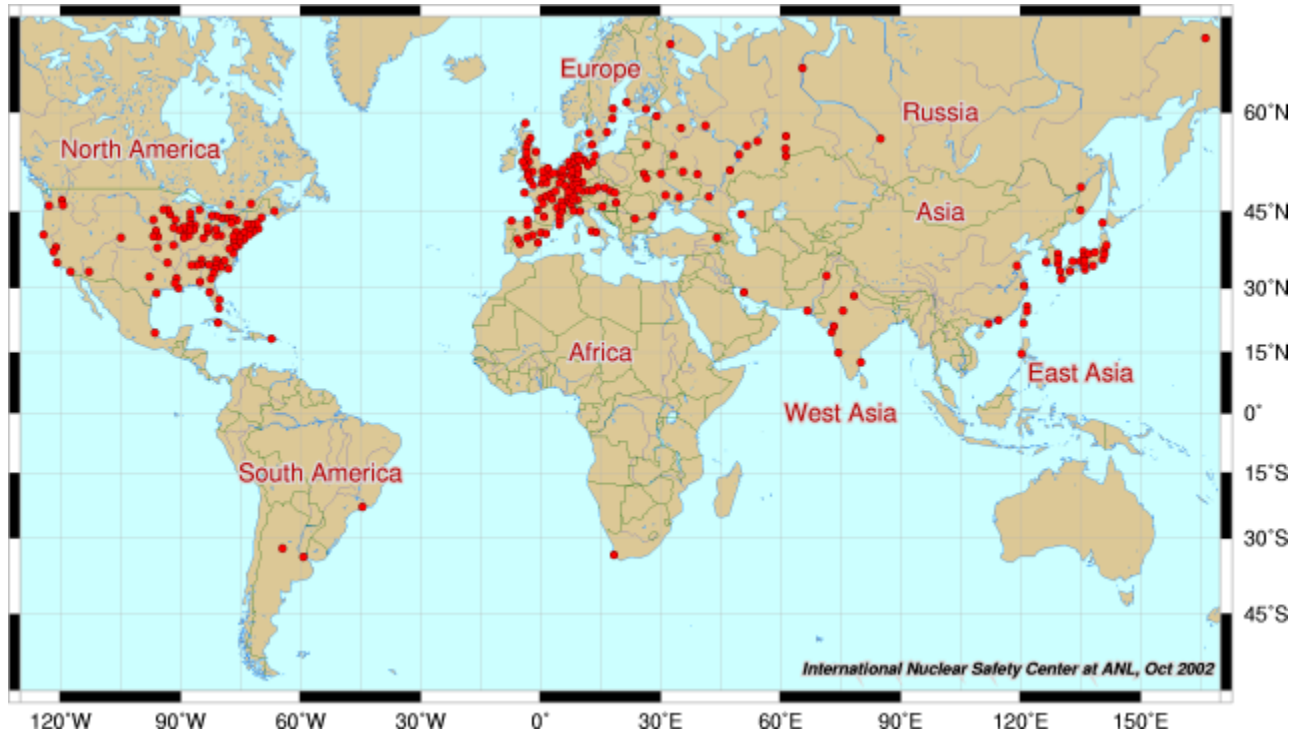 Europe
60°N
Russia
North America
45°N
Asia
30°N
Africa
15°N
East Asia
West Asia
0°
South America
15°S
30°S
45°S
International Nuclear Safety Center at ANL, Oct 2002
120°W 90°W 60°W 30°W 0° 30°E 60°E 90°E 120°E 150°E